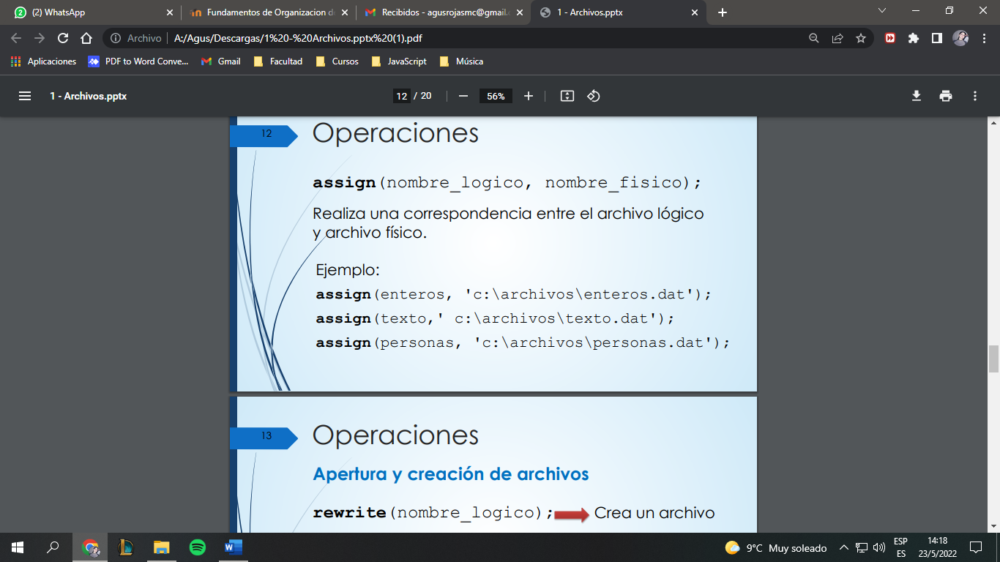 (2) WhatsApp
Fundamentos de Organizacion d
Recibidos - agusrojasmc@gmail.c
1 - Archivos.pptx
Archivo
A:/Agus/Descargas/1%20-%20Archivos.pptx%20(1).pdf
Aplicaciones
PDF to Word Conve...
Gmail
Facultad
Cursos
JavaScript
Música
1 - Archivos.pptx
12 / 20
56%
12
Operaciones
assign(nombre_logico, nombre_fisico);
Realiza una correspondencia entre el archivo lógico
y archivo físico.
Ejemplo:
assign(enteros, 'c:\archivos\enteros.dat');
assign(texto,' c:\archivos\texto.dat');
assign(personas, 'c:\archivos\personas.dat');
13
Operaciones
Apertura y creación de archivos
rewrite(nombre_logico); Crea un archivo
9°C Muy soleado
ESP
ES
14:18
23/5/2022